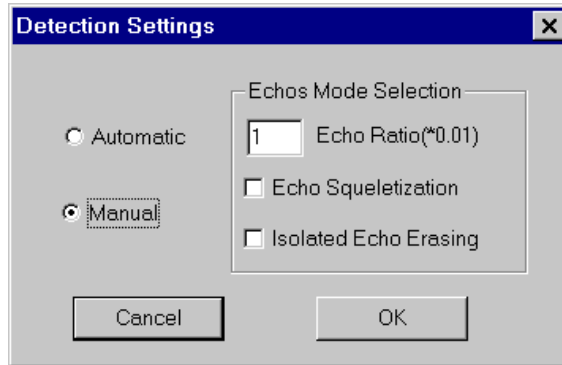 Detection Settings
Echos Mode Selection
Automatic
1 Echo Ratio(*0.01)
Echo Squeletization
Manual
Isolated Echo Erasing
Cancel
OK